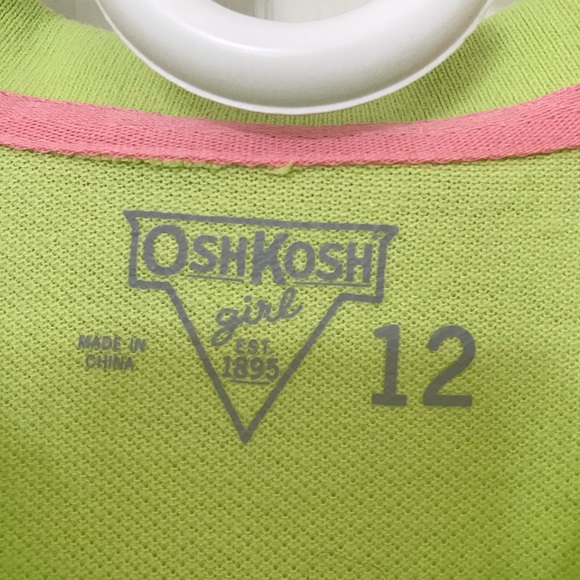 OSHKOSH
girl
EST.
1895
MADE IN
CHINA
12